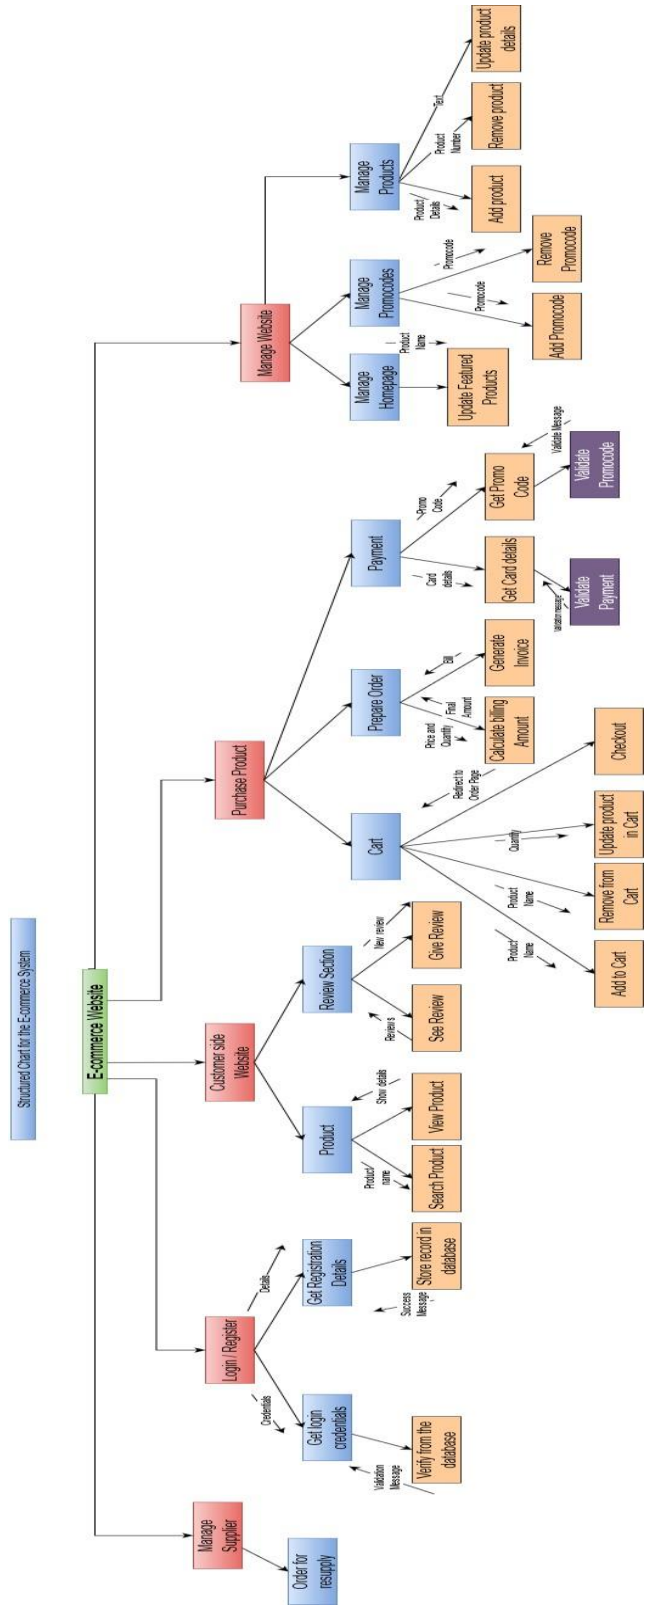 Structured Chart for the E-commerce System
E-commerce Website
Manage
Supplier
Login / Register
Customer side
Website
Purchase Product
Manage Website
Order for
resupply
Credentials
Details
Get login
credentials
Get Registration
Details
Validation
Message
Success
Message
Verify from the
database
Store record in
database
Product
Review Section
Product
name
Show details
Reviews
New review
Search Product
View Product
See Review
Give Review
Cart
Prepare Order
Payment
Product
Name
Product
Name
Quantity
Redirect to
Order Page
Price and
Quantity
Final
Amount
Bill
Card
details
Promo
Code
Add to Cart
Remove from
Cart
Update product
in Cart
Checkout
Calculate billing
Amount
Generate
Invoice
Get Card details
Get Promo
Code
Validation message
Validate Message
Validate
Payment
Validate
Promocode
Manage
Homepage
Manage
Promocodes
Manage
Products
Product
Name
Promocode
Promocode
Product
Details
Product
Number
Text
Update Featured
Products
Add Promocode
Remove
Promocode
Add product
Remove product
Update product
details